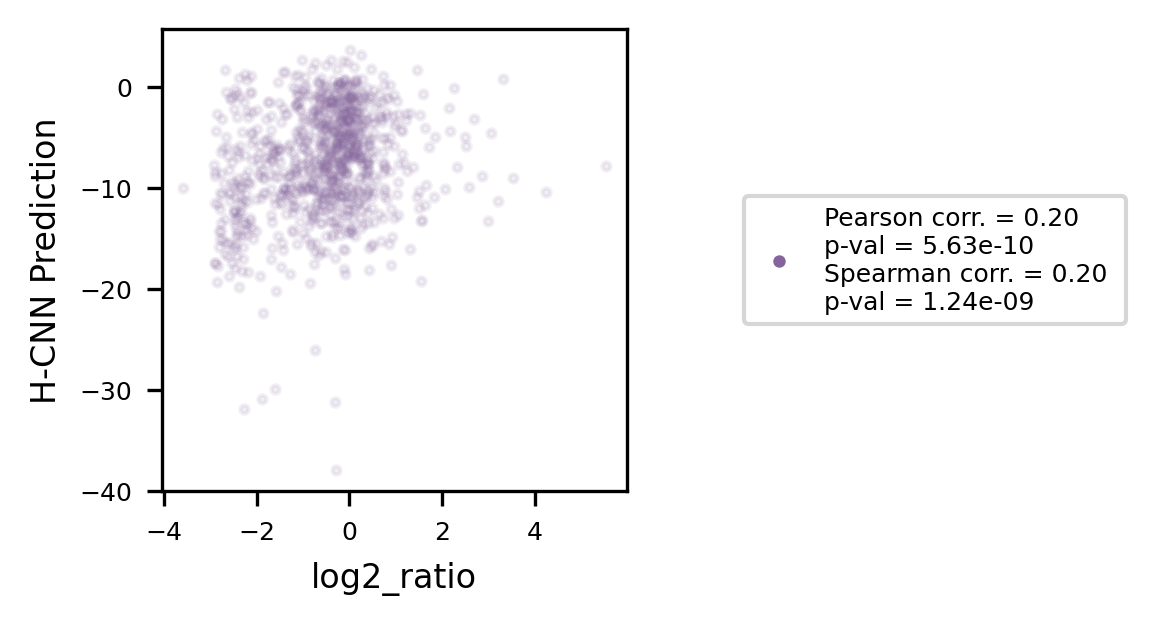 0
−10
−20
−30
−40
H-CNN Prediction
−4
−2
0
2
4
log2_ratio
Pearson corr. = 0.20
p-val = 5.63e-10
Spearman corr. = 0.20
p-val = 1.24e-09